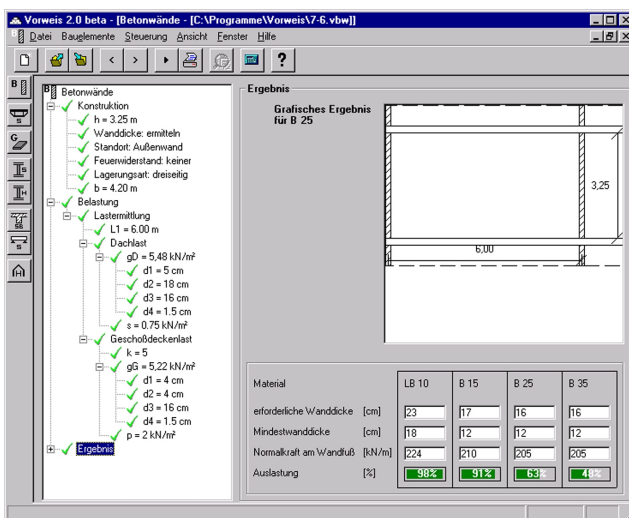 Vorweis 2.0 beta - [Betonwände - [C:\Programme\Vorweis\7-6.vbw]]
Datei Bauelemente Steuerung Ansicht Fenster Hilfe
B
S
G
S
H
S6
S
Betonwände
Konstruktion
h = 3.25 m
Wanddicke: ermitteln
Standort: Außenwand
Feuerwiderstand: keiner
Lagerungsart: dreiseitig
b = 4.20 m
Belastung
Lastermittlung
L1 = 6.00 m
Dachlast
gD = 5,48 kN/m²
d1 = 5 cm
d2 = 18 cm
d3 = 16 cm
d4 = 1.5 cm
s = 0.75 kN/m²
Geschoßdeckenlast
k = 5
gG = 5,22 kN/m²
d1 = 4 cm
d2 = 4 cm
d3 = 16 cm
d4 = 1.5 cm
p = 2 kN/m²
Ergebnis
Ergebnis
Grafisches Ergebnis
für B 25
3,25
6,00
Material LB 10 B 15 B 25 B 35
erforderliche Wanddicke [cm] 23 17 16 16
Mindestwanddicke [cm] 18 12 12 12
Normalkraft am Wandfuß [kN/m] 224 210 205 205
Auslastung [%] 98% 91% 63% 48%